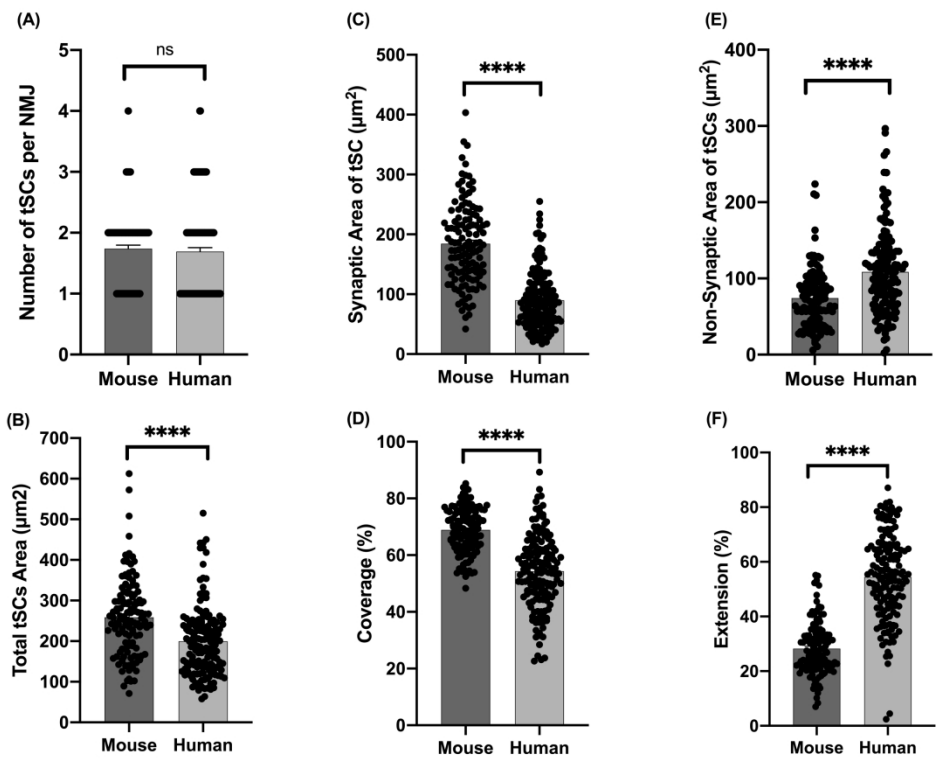 (A)
ns
Number of tSCs per NMJ
5
4
3
2
1
0
Mouse Human
(B)
****
Total tSCs Area (µm2)
700
600
500
400
300
200
100
0
Mouse Human
(C)
****
Synaptic Area of tSC (µm²)
500
400
300
200
100
0
Mouse Human
(D)
****
Coverage (%)
100
80
60
40
20
0
Mouse Human
(E)
****
Non-Synaptic Area of tSCs (µm²)
400
300
200
100
0
Mouse Human
(F)
****
Extension (%)
100
80
60
40
20
0
Mouse Human